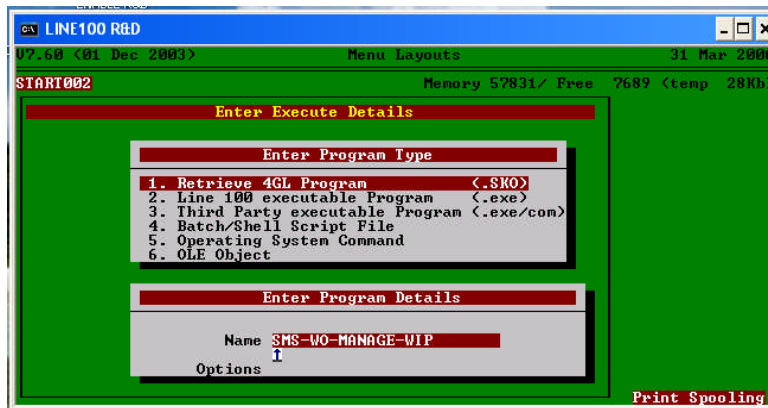 LINE100 R&D
V7.60 (01 Dec 2003) Menu Layouts 31 Mar 200
START002 Memory 57831/ Free 7689 (temp 28Kb)
Enter Execute Details
Enter Program Type
1. Retrieve 4GL Program (.SKO)
2. Line 100 executable Program (.exe)
3. Third Party executable Program (.exe/com)
4. Batch/Shell Script File
5. Operating System Command
6. OLE Object
Enter Program Details
Name SMS-WO-MANAGE-WIP
Options
Print Spooling